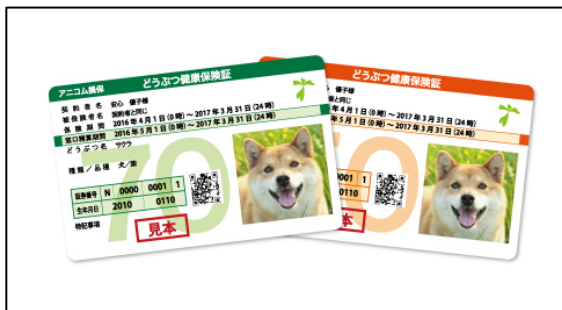 アニコム損保 どうぶつ健康保険証
契約者名 安心 優子様
被保険者名 契約者と同じ
保険期間 2016年4月1日(0時)~2017年3月31日(24時)
窓口精算期間 2016年5月1日(0時)~2017年3月31日(24時)
どうぶつ名 サクラ
種類/品種 犬/柴
70
証券番号 N 0000 0001 1
生年月日 2010 0110
特記事項
見本
どうぶつ健康保険証
優子様
者と同じ
年4月1日(0時)~2017年3月31日(24時)
年5月1日(0時)~2017年3月31日(24時)
0001 1
0110
見本